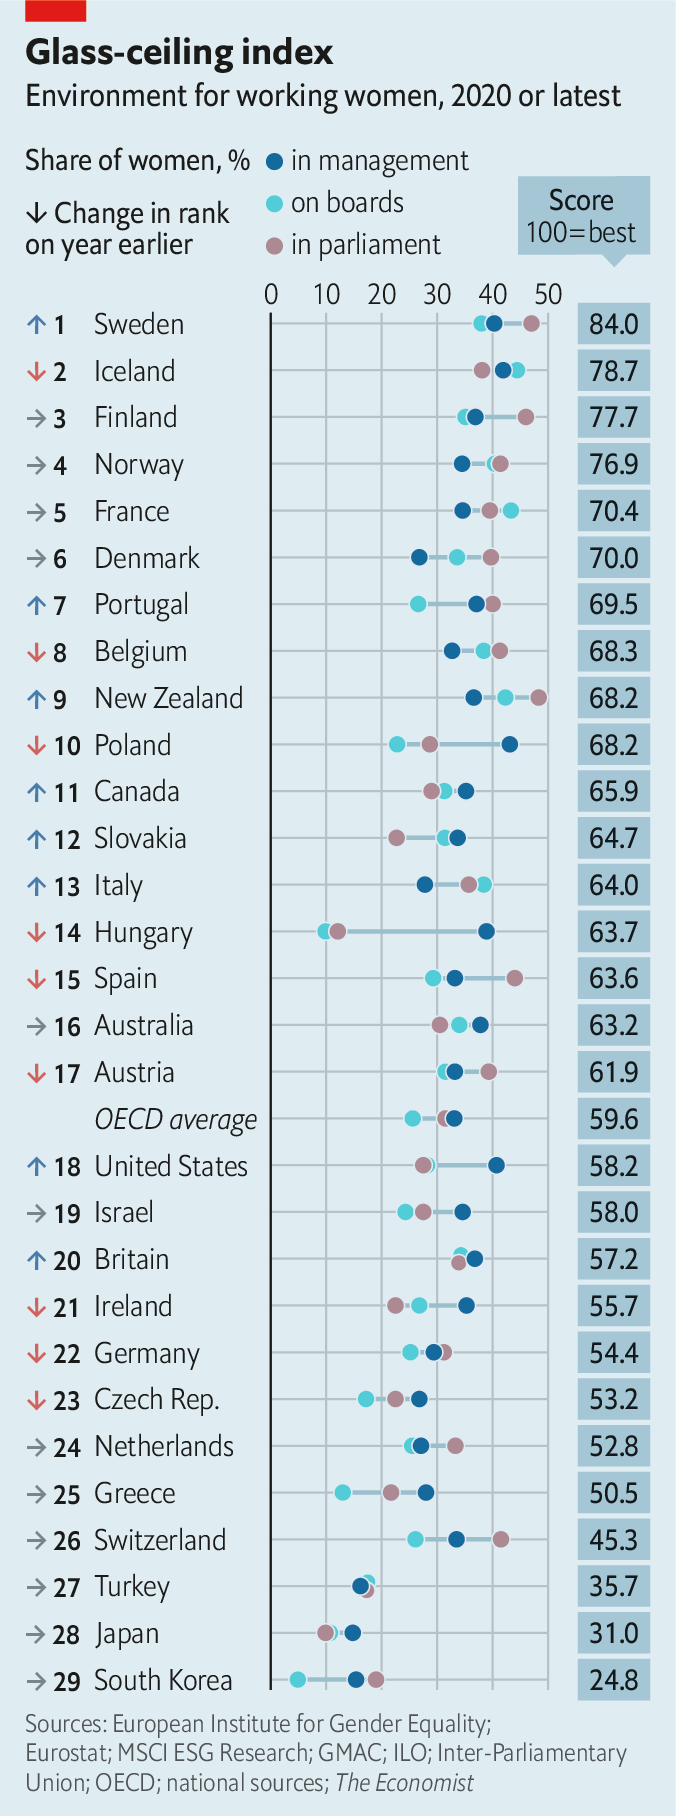 Glass-ceiling index
Environment for working women, 2020 or latest
Share of women, %
in management
on boards
in parliament
↓ Change in rank
on year earlier
Score
100=best
0 10 20 30 40 50
↑ 1 Sweden 84.0
↓ 2 Iceland 78.7
→ 3 Finland 77.7
→ 4 Norway 76.9
→ 5 France 70.4
→ 6 Denmark 70.0
↑ 7 Portugal 69.5
↓ 8 Belgium 68.3
↑ 9 New Zealand 68.2
↓ 10 Poland 68.2
↑ 11 Canada 65.9
↑ 12 Slovakia 64.7
↑ 13 Italy 64.0
↓ 14 Hungary 63.7
↓ 15 Spain 63.6
→ 16 Australia 63.2
↓ 17 Austria 61.9
OECD average 59.6
↑ 18 United States 58.2
→ 19 Israel 58.0
↑ 20 Britain 57.2
↓ 21 Ireland 55.7
↓ 22 Germany 54.4
↓ 23 Czech Rep. 53.2
→ 24 Netherlands 52.8
→ 25 Greece 50.5
→ 26 Switzerland 45.3
→ 27 Turkey 35.7
→ 28 Japan 31.0
→ 29 South Korea 24.8
Sources: European Institute for Gender Equality;
Eurostat; MSCI ESG Research; GMAC; ILO; Inter-Parliamentary
Union; OECD; national sources; The Economist